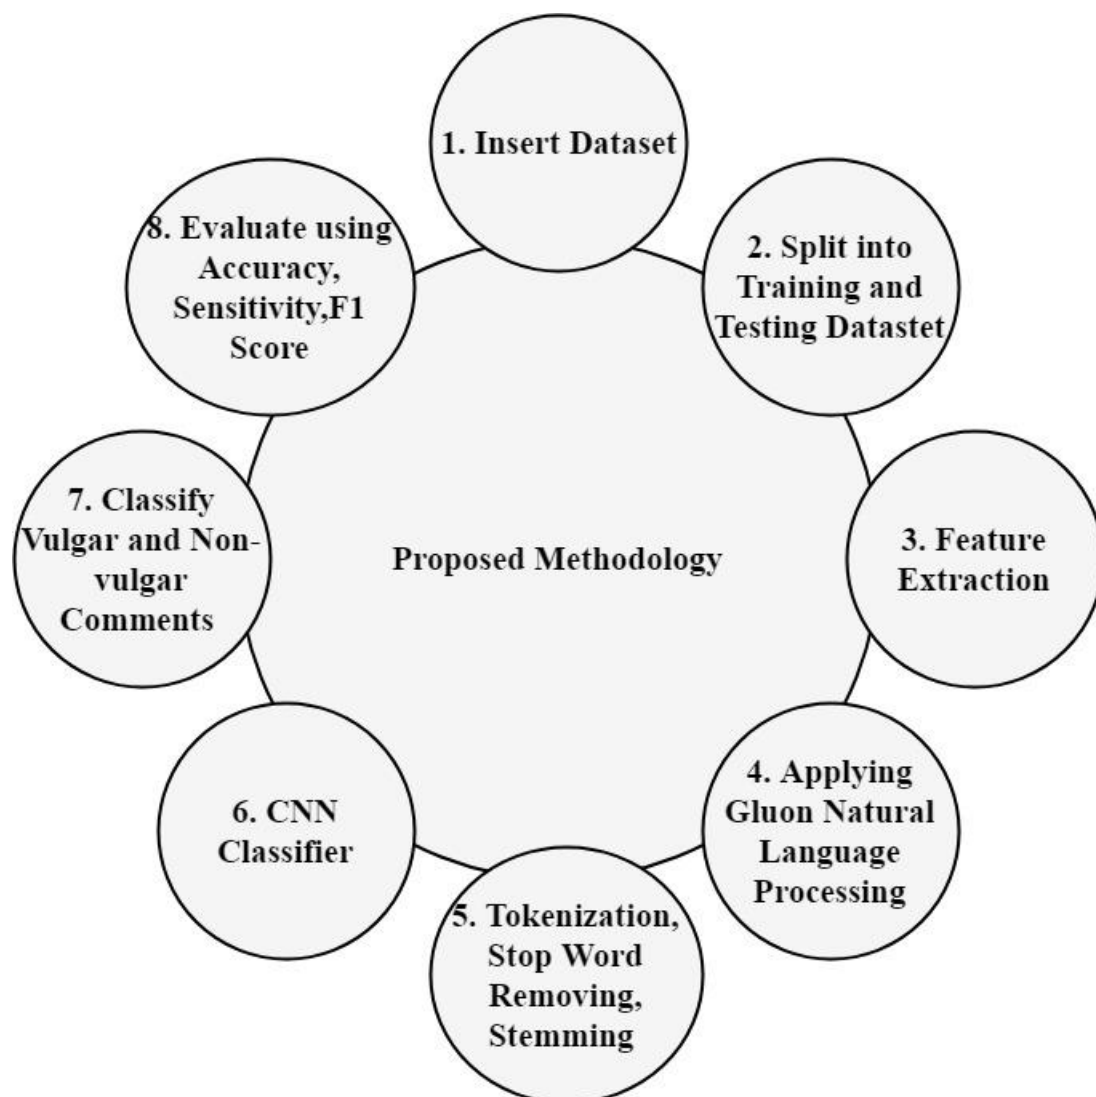 1. Insert Dataset
2. Split into
Training and
Testing Datastet
3. Feature
Extraction
4. Applying
Gluon Natural
Language
Processing
5. Tokenization,
Stop Word
Removing,
Stemming
6. CNN
Classifier
7. Classify
Vulgar and Non-
vulgar
Comments
8. Evaluate using
Accuracy,
Sensitivity,F1
Score
Proposed Methodology